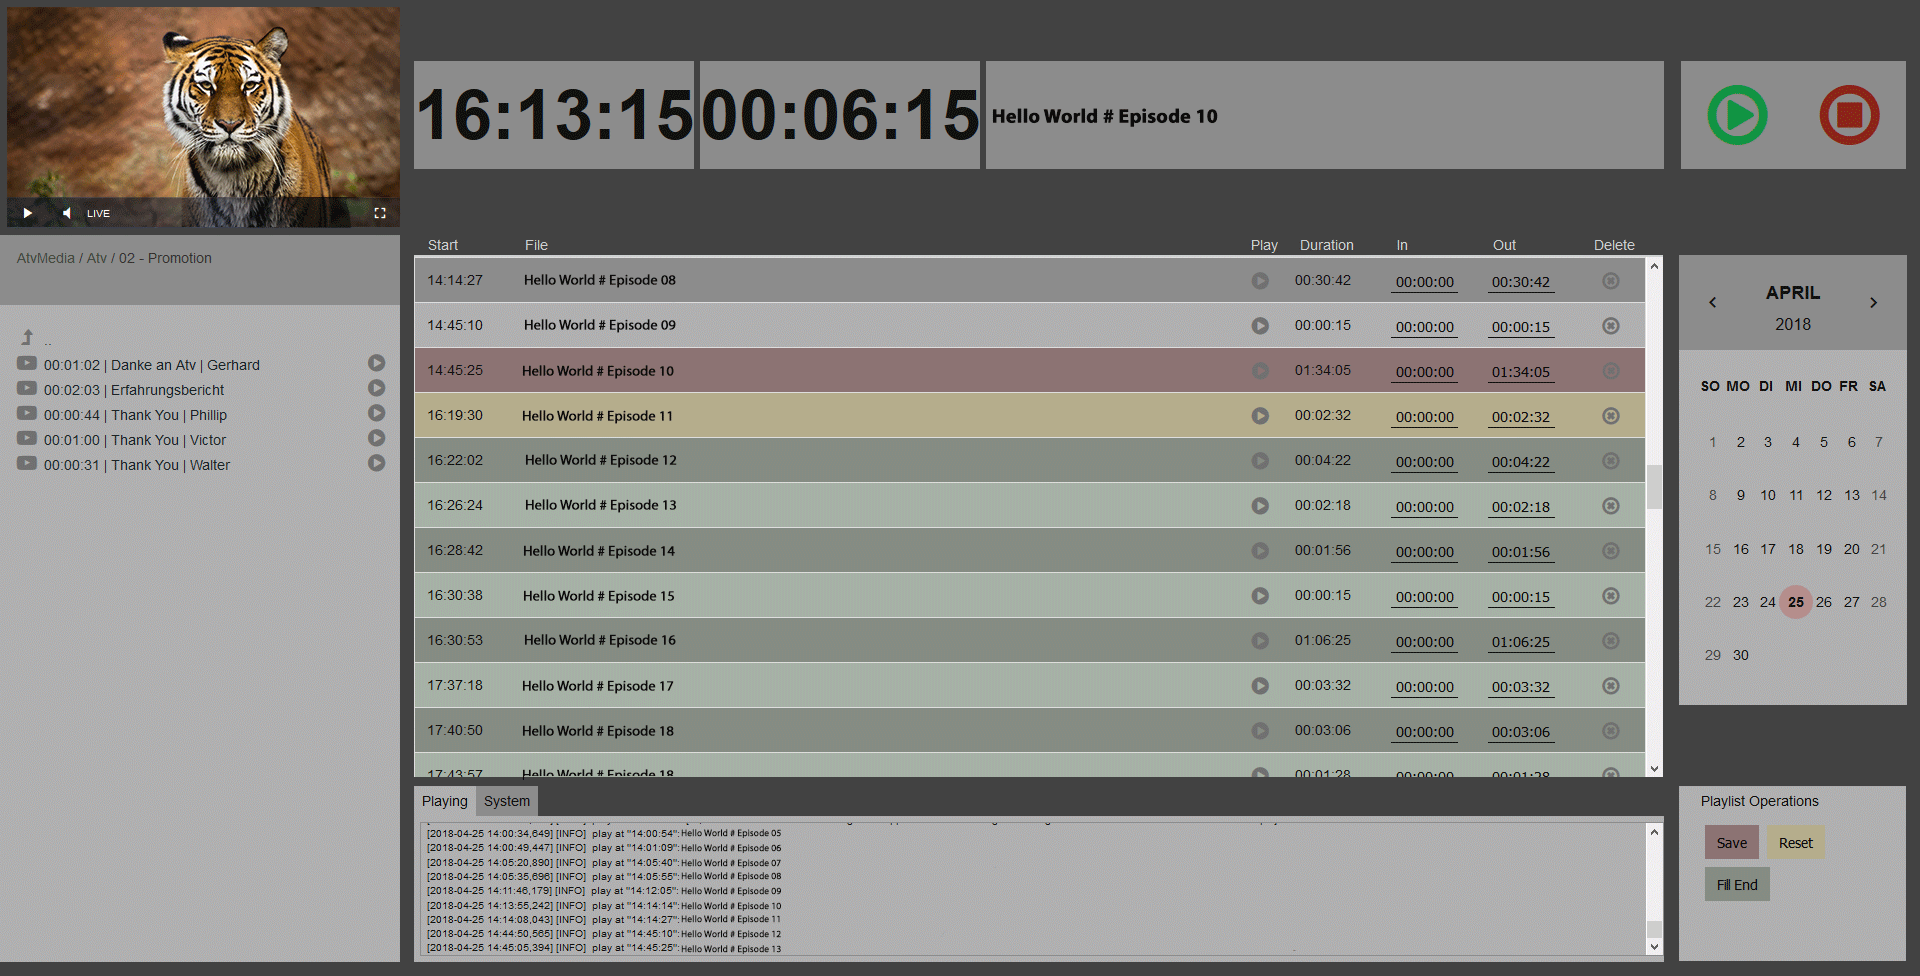 16:13:15 00:06:15 Hello World # Episode 10
LIVE
AtvMedia / Atv / 02 - Promotion
..
00:01:02 | Danke an Atv | Gerhard
00:02:03 | Erfahrungsbericht
00:00:44 | Thank You | Phillip
00:01:00 | Thank You | Victor
00:00:31 | Thank You | Walter
Start File Play Duration In Out Delete
14:14:27 Hello World # Episode 08 00:30:42 00:00:00 00:30:42
14:45:10 Hello World # Episode 09 00:00:15 00:00:00 00:00:15
14:45:25 Hello World # Episode 10 01:34:05 00:00:00 01:34:05
16:19:30 Hello World # Episode 11 00:02:32 00:00:00 00:02:32
16:22:02 Hello World # Episode 12 00:04:22 00:00:00 00:04:22
16:26:24 Hello World # Episode 13 00:02:18 00:00:00 00:02:18
16:28:42 Hello World # Episode 14 00:01:56 00:00:00 00:01:56
16:30:38 Hello World # Episode 15 00:00:15 00:00:00 00:00:15
16:30:53 Hello World # Episode 16 01:06:25 00:00:00 01:06:25
17:37:18 Hello World # Episode 17 00:03:32 00:00:00 00:03:32
17:40:50 Hello World # Episode 18 00:03:06 00:00:00 00:03:06
17:43:57 Hello World # Episode 18 00:01:28 00:00:00 00:01:28
Playing System
[2018-04-25 14:00:34,649] [INFO] play at "14:00:54": Hello World # Episode 05
[2018-04-25 14:00:49,447] [INFO] play at "14:01:09": Hello World # Episode 06
[2018-04-25 14:05:20,890] [INFO] play at "14:05:40": Hello World # Episode 07
[2018-04-25 14:05:35,696] [INFO] play at "14:05:55": Hello World # Episode 08
[2018-04-25 14:11:46,179] [INFO] play at "14:12:05": Hello World # Episode 09
[2018-04-25 14:13:55,242] [INFO] play at "14:14:14": Hello World # Episode 10
[2018-04-25 14:14:08,043] [INFO] play at "14:14:27": Hello World # Episode 11
[2018-04-25 14:44:50,565] [INFO] play at "14:45:10": Hello World # Episode 12
[2018-04-25 14:45:05,394] [INFO] play at "14:45:25": Hello World # Episode 13
APRIL
2018
SO MO DI MI DO FR SA
1 2 3 4 5 6 7
8 9 10 11 12 13 14
15 16 17 18 19 20 21
22 23 24 25 26 27 28
29 30
Playlist Operations
Save Reset
Fill End